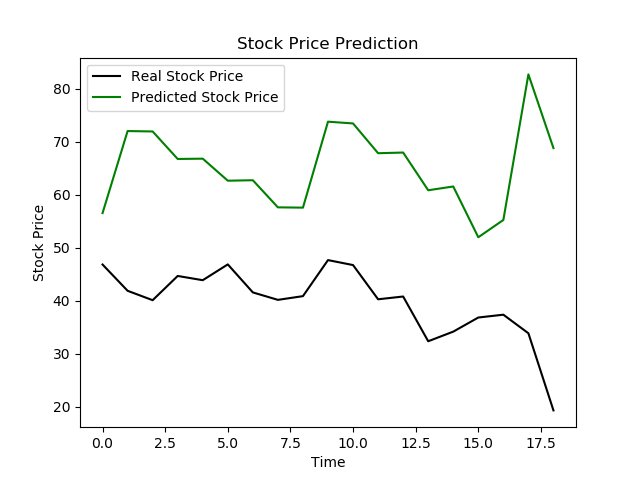 Stock Price Prediction
Real Stock Price
Predicted Stock Price
Stock Price
80
70
60
50
40
30
20
0.0 2.5 5.0 7.5 10.0 12.5 15.0 17.5
Time